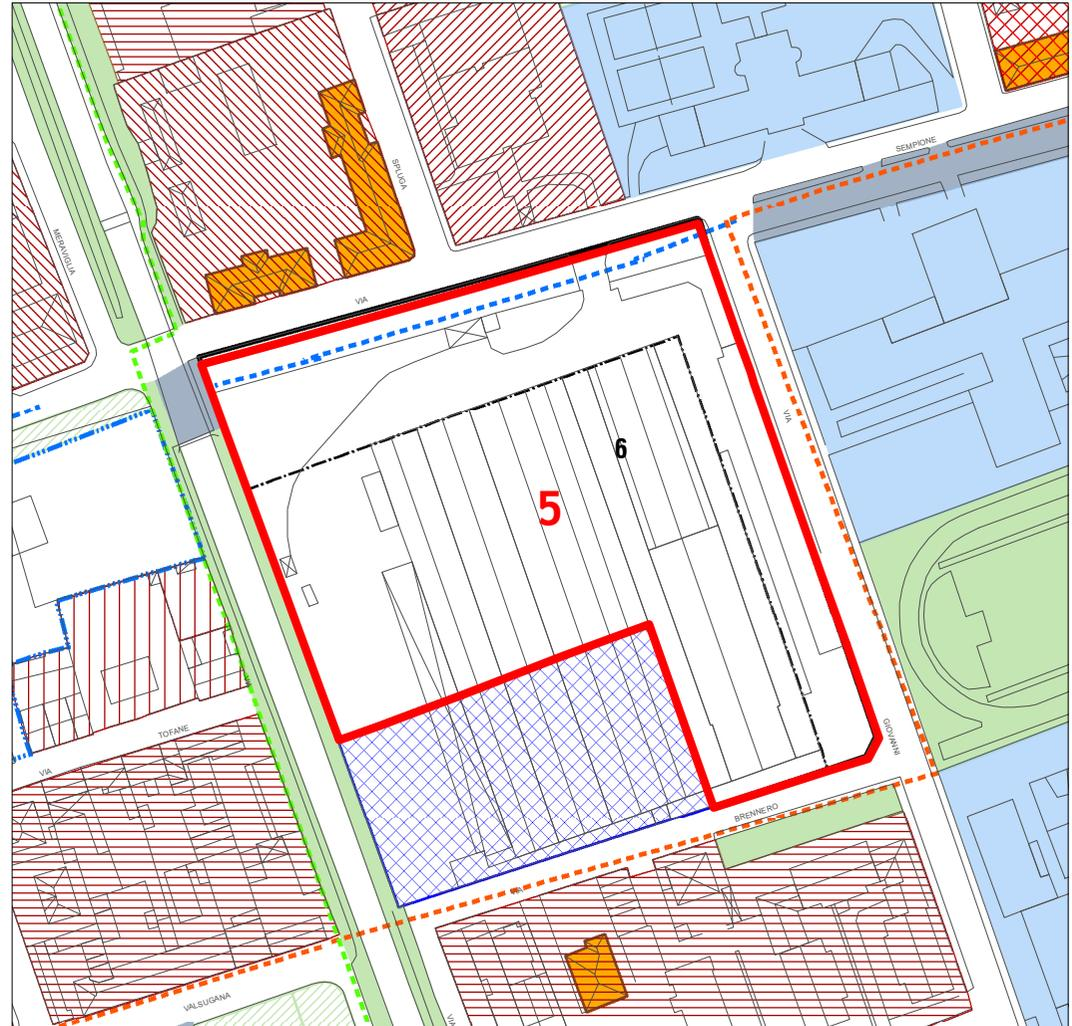 SEMPIONE
SPLUGA
MERAVIGLIA
VIA
VIA
6
5
TOFANE
VIA
GIOVANNI
BRENNERO
VIA
VALSUGANA
VIA